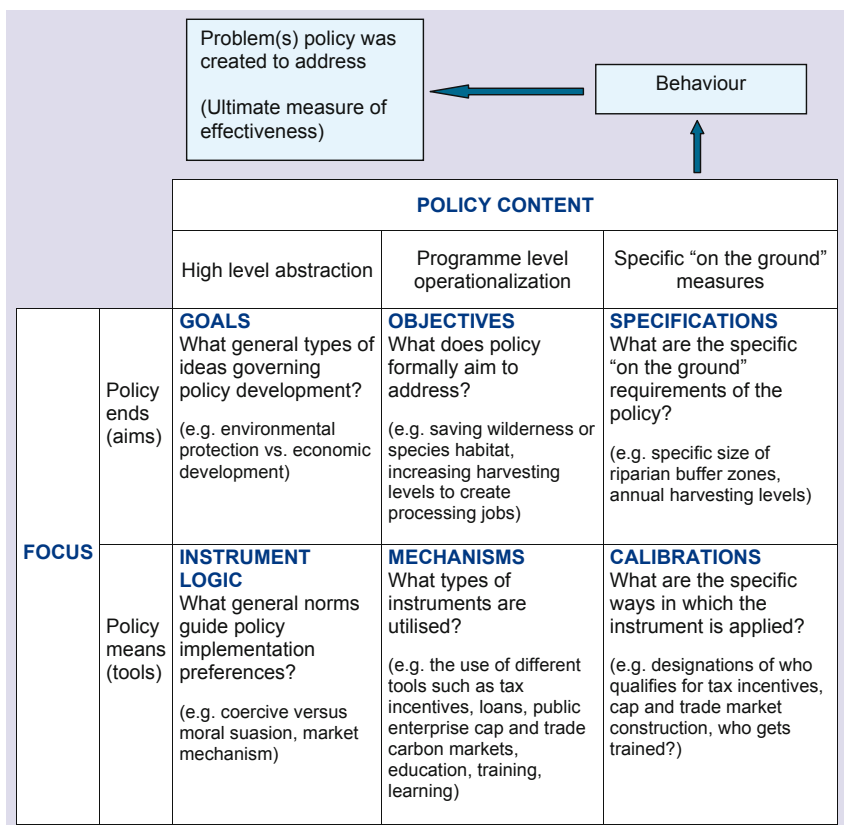 Problem(s) policy was
created to address
(Ultimate measure of
effectiveness)
Behaviour
POLICY CONTENT
High level abstraction
Programme level
operationalization
Specific “on the ground”
measures
FOCUS
Policy
ends
(aims)
GOALS
What general types of
ideas governing
policy development?
(e.g. environmental
protection vs. economic
development)
OBJECTIVES
What does policy
formally aim to
address?
(e.g. saving wilderness or
species habitat,
increasing harvesting
levels to create
processing jobs)
SPECIFICATIONS
What are the specific
“on the ground”
requirements of the
policy?
(e.g. specific size of
riparian buffer zones,
annual harvesting levels)
Policy
means
(tools)
INSTRUMENT
LOGIC
What general norms
guide policy
implementation
preferences?
(e.g. coercive versus
moral suasion, market
mechanism)
MECHANISMS
What types of
instruments are
utilised?
(e.g. the use of different
tools such as tax
incentives, loans, public
enterprise cap and trade
carbon markets,
education, training,
learning)
CALIBRATIONS
What are the specific
ways in which the
instrument is applied?
(e.g. designations of who
qualifies for tax incentives,
cap and trade market
construction, who gets
trained?)